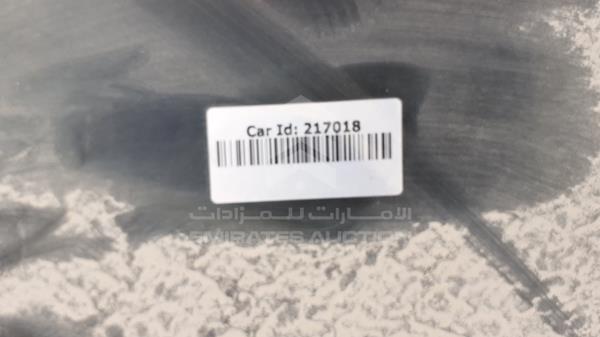 Car Id: 217018
الامارات للمزادات
EMIRATES AUCTION